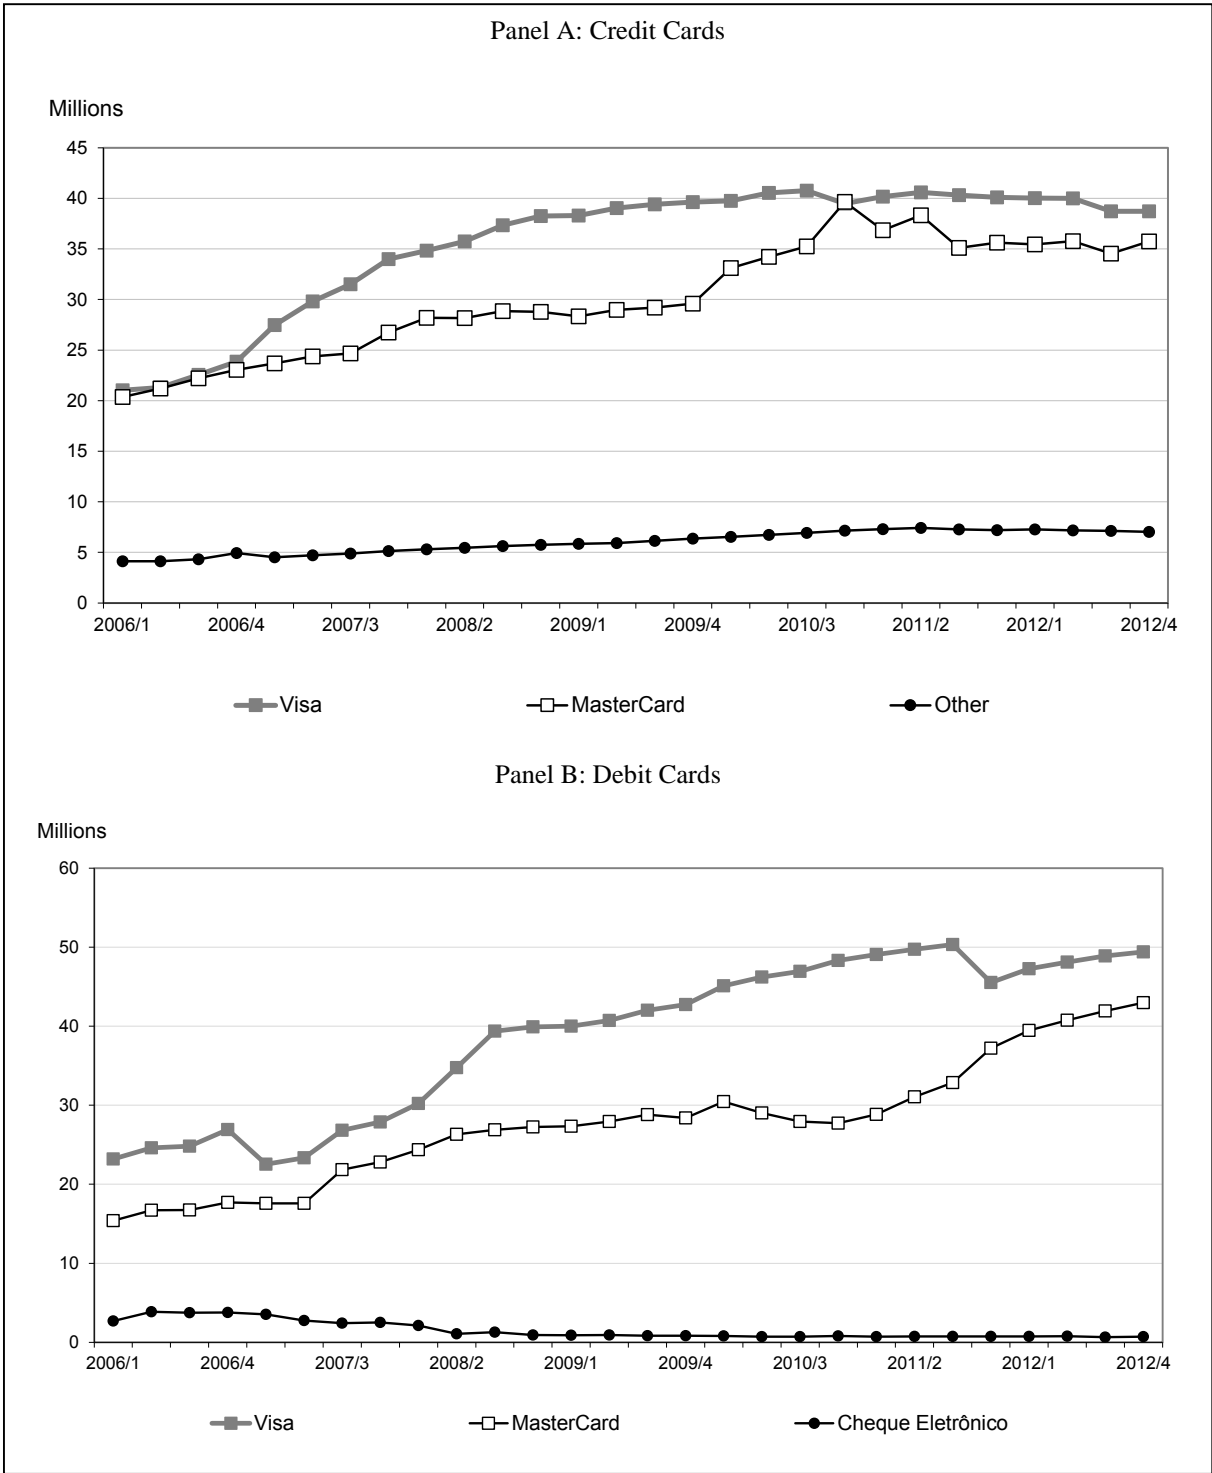 Panel A: Credit Cards
Millions
45
40
35
30
25
20
15
10
5
0
2006/1 2006/4 2007/3 2008/2 2009/1 2009/4 2010/3 2011/2 2012/1 2012/4
Visa MasterCard Other
Panel B: Debit Cards
Millions
60
50
40
30
20
10
0
2006/1 2006/4 2007/3 2008/2 2009/1 2009/4 2010/3 2011/2 2012/1 2012/4
Visa MasterCard Cheque Eletrônico